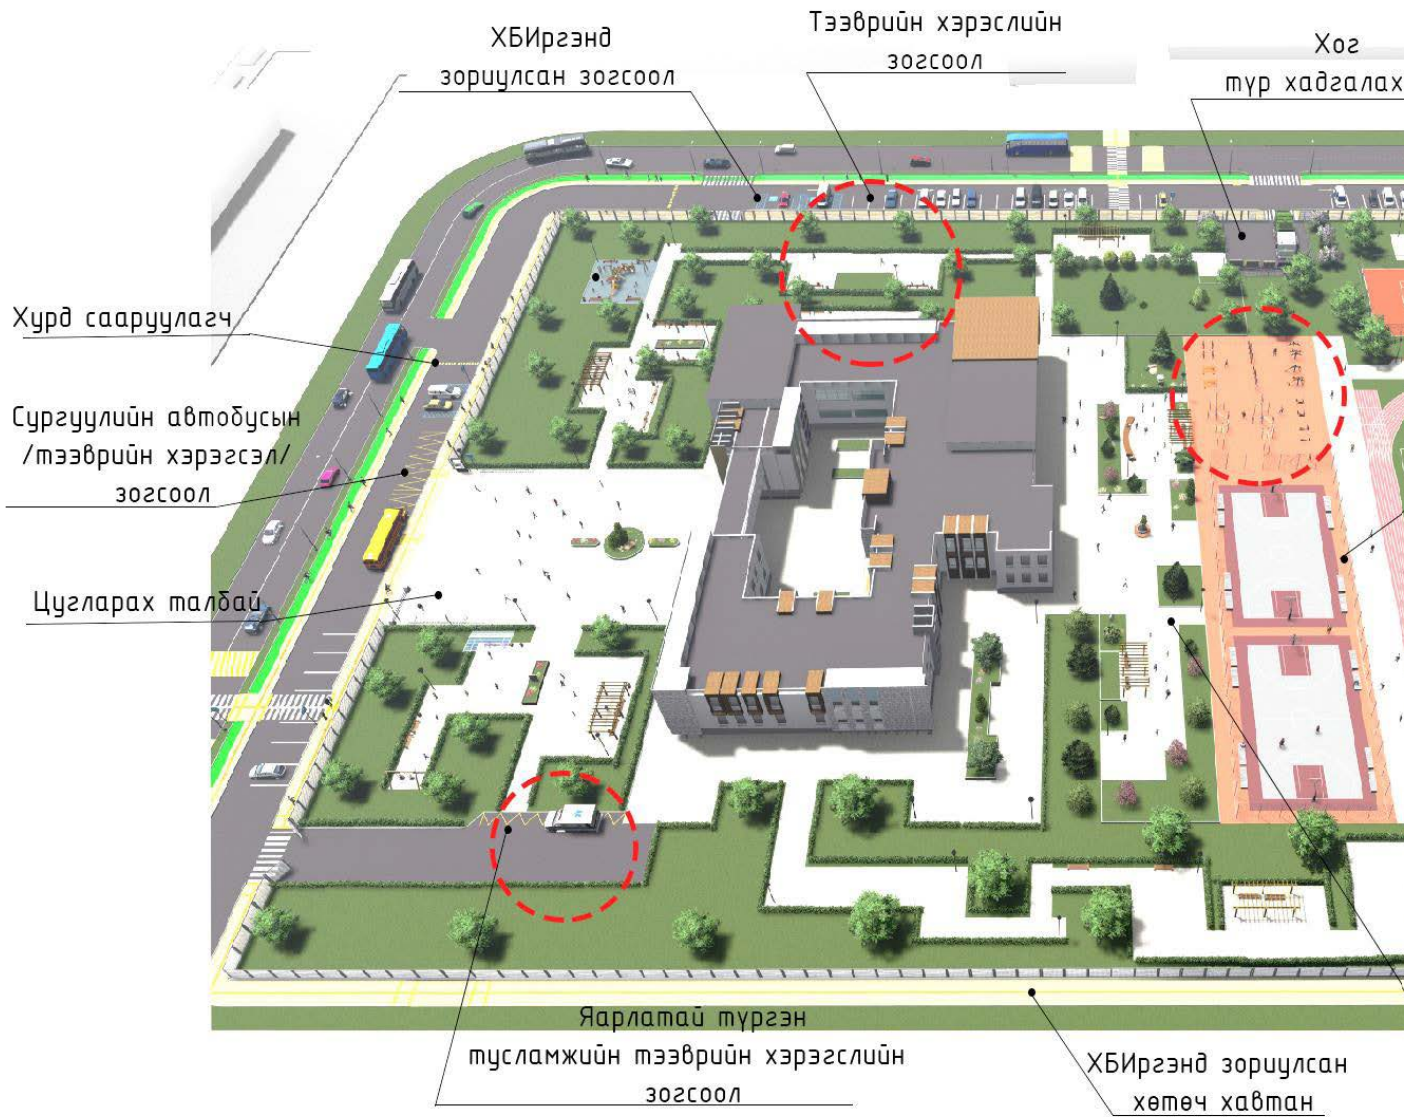 ХБИргэнд
зориулсан зогсоол
Тээврийн хэрэслийн
зогсоол
Хог
түр хадгалах
Хурд сааруулагч
Сургуулийн автобусын
/тээврийн хэрэгсэл/
зогсоол
Цугларах талбай
Яарлатай түргэн
тусламжийн тээврийн хэрэгслийн
зогсоол
ХБИргэнд зориулсан
хөтөч хавтан